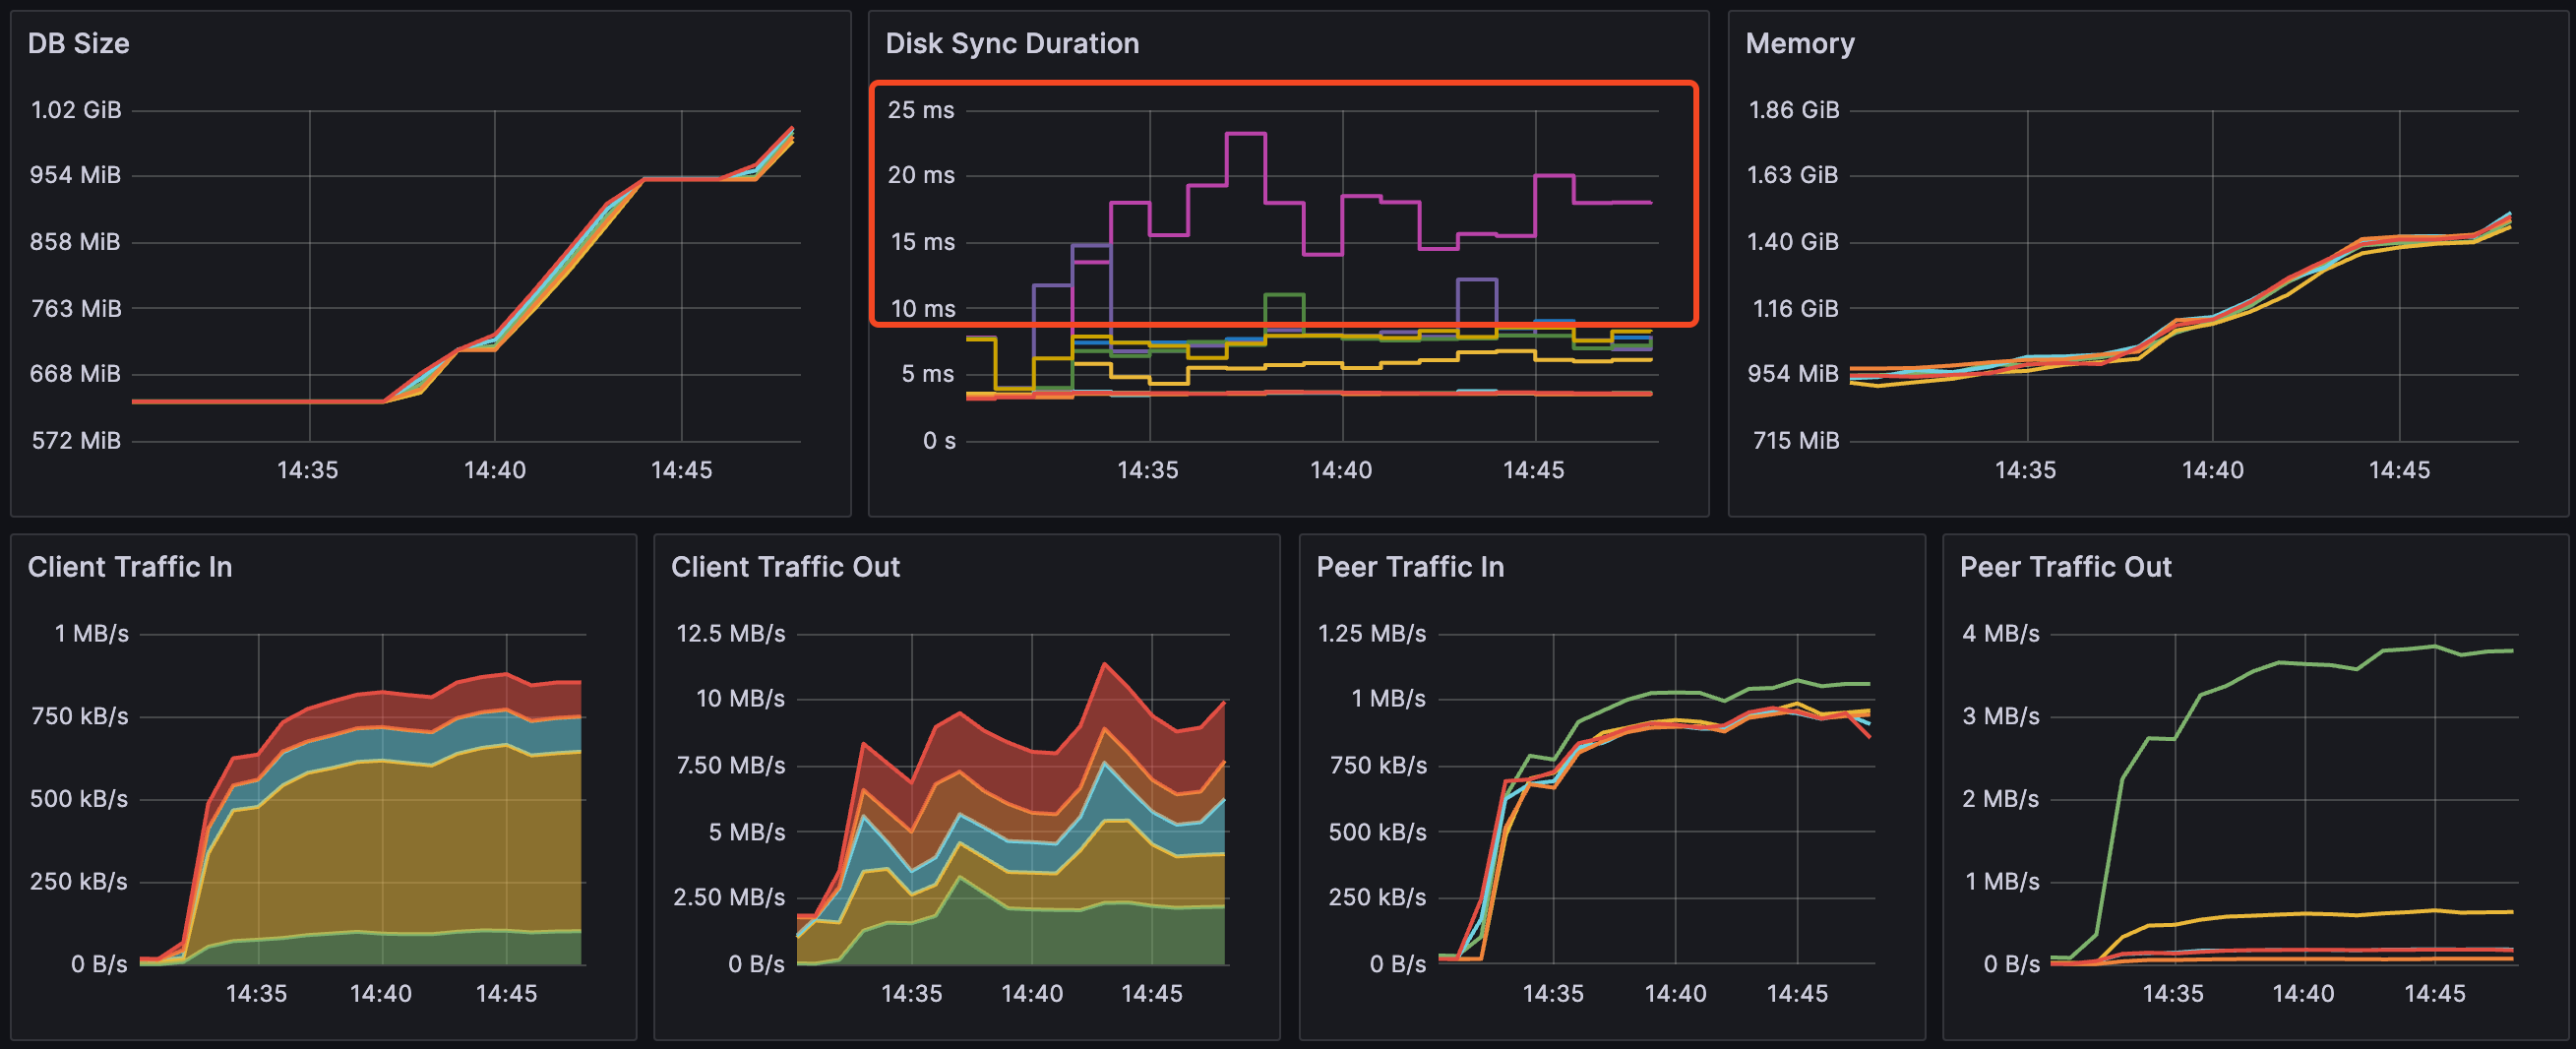 DB Size
1.02 GiB
954 MiB
858 MiB
763 MiB
668 MiB
572 MiB
14:35 14:40 14:45
Disk Sync Duration
25 ms
20 ms
15 ms
10 ms
5 ms
0 s
14:35 14:40 14:45
Memory
1.86 GiB
1.63 GiB
1.40 GiB
1.16 GiB
954 MiB
715 MiB
14:35 14:40 14:45
Client Traffic In
1 MB/s
750 kB/s
500 kB/s
250 kB/s
0 B/s
14:35 14:40 14:45
Client Traffic Out
12.5 MB/s
10 MB/s
7.50 MB/s
5 MB/s
2.50 MB/s
0 B/s
14:35 14:40 14:45
Peer Traffic In
1.25 MB/s
1 MB/s
750 kB/s
500 kB/s
250 kB/s
0 B/s
14:35 14:40 14:45
Peer Traffic Out
4 MB/s
3 MB/s
2 MB/s
1 MB/s
0 B/s
14:35 14:40 14:45